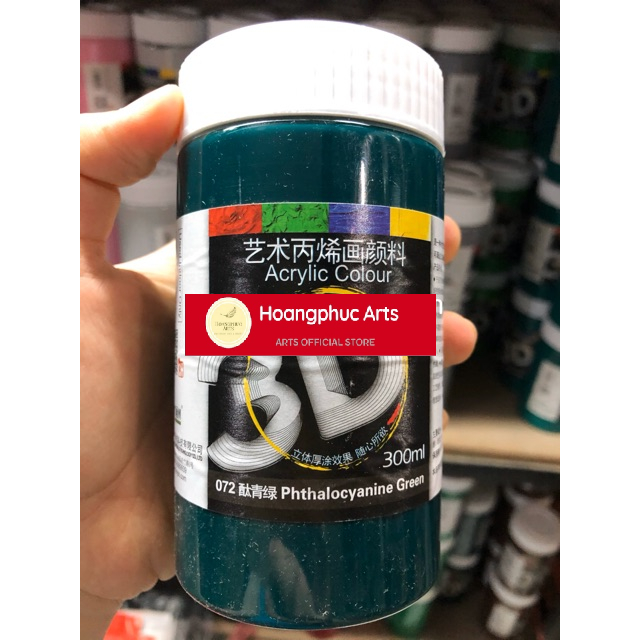 艺术丙烯画颜料
Acrylic Colour
Hoangphuc Arts
ARTS OFFICIAL STORE
3D
立体厚涂效果 随心所欲
300ml
072 酞青绿 Phthalocyanine Green
3D